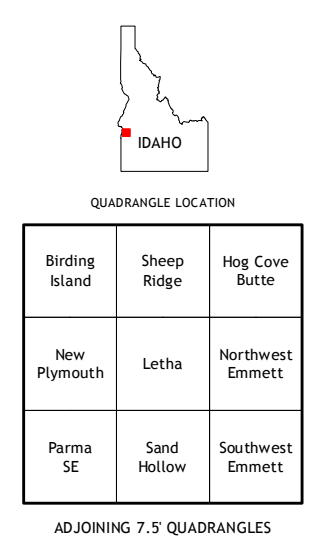 IDAHO
QUADRANGLE LOCATION
Birding
Island
Sheep
Ridge
Hog Cove
Butte
New
Plymouth
Letha
Northwest
Emmett
Parma
SE
Sand
Hollow
Southwest
Emmett
ADJOINING 7.5' QUADRANGLES